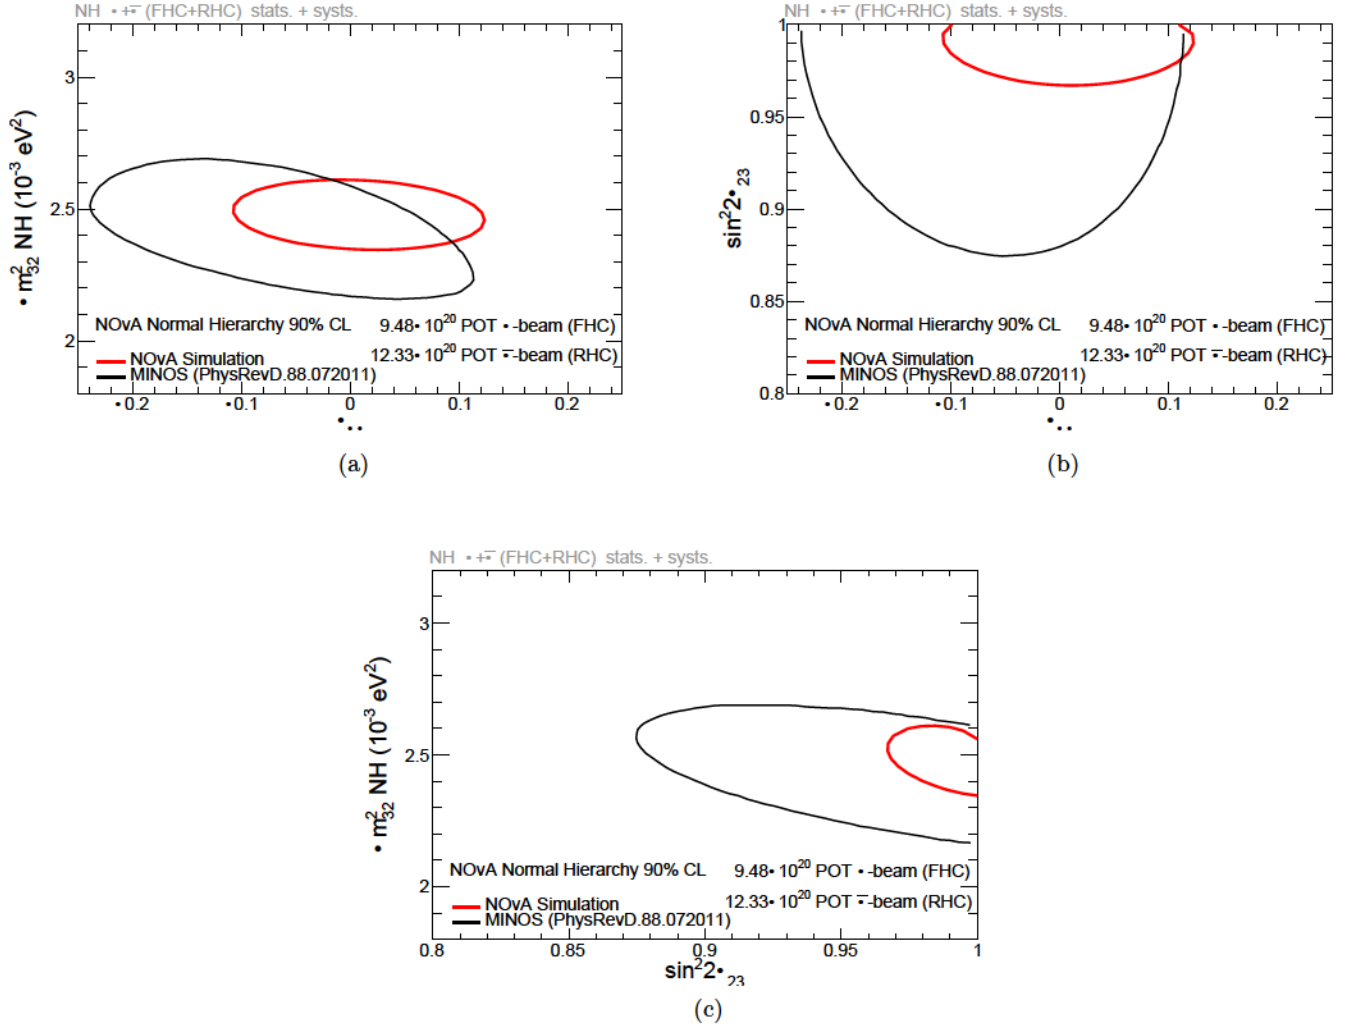 NH •+•̅ (FHC+RHC) stats. + systs.
• m²₃₂ NH (10⁻³ eV²)
3
2.5
2
NOvA Normal Hierarchy 90% CL
9.48• 10²⁰ POT • -beam (FHC)
12.33• 10²⁰ POT •̅ -beam (RHC)
NOvA Simulation
MINOS (PhysRevD.88.072011)
•0.2 •0.1 0 0.1 0.2
•..
(a)
NH •+•̅ (FHC+RHC) stats. + systs.
sin²2•₂₃
1
0.95
0.9
0.85
0.8
NOvA Normal Hierarchy 90% CL
9.48• 10²⁰ POT • -beam (FHC)
12.33• 10²⁰ POT •̅ -beam (RHC)
NOvA Simulation
MINOS (PhysRevD.88.072011)
•0.2 •0.1 0 0.1 0.2
•..
(b)
NH •+•̅ (FHC+RHC) stats. + systs.
• m²₃₂ NH (10⁻³ eV²)
3
2.5
2
NOvA Normal Hierarchy 90% CL
9.48• 10²⁰ POT • -beam (FHC)
12.33• 10²⁰ POT •̅ -beam (RHC)
NOvA Simulation
MINOS (PhysRevD.88.072011)
0.8 0.85 0.9 0.95 1
sin²2•₂₃
(c)